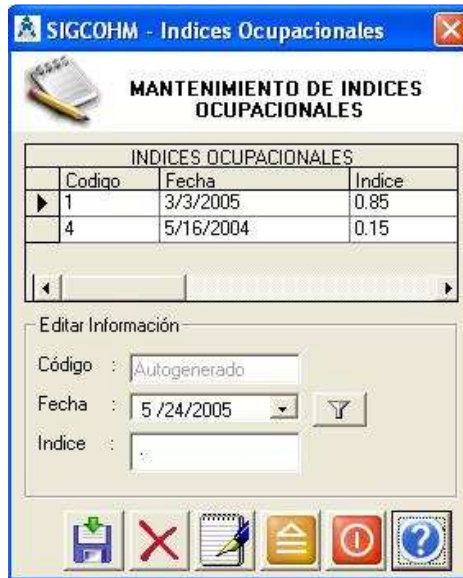 SIGCOHM - Indices Ocupacionales
MANTENIMIENTO DE INDICES
OCUPACIONALES
INDICES OCUPACIONALES
Codigo Fecha Indice
1 3/3/2005 0.85
4 5/16/2004 0.15
Editar Información
Código : Autogenerado
Fecha : 5 /24/2005
Indice : .